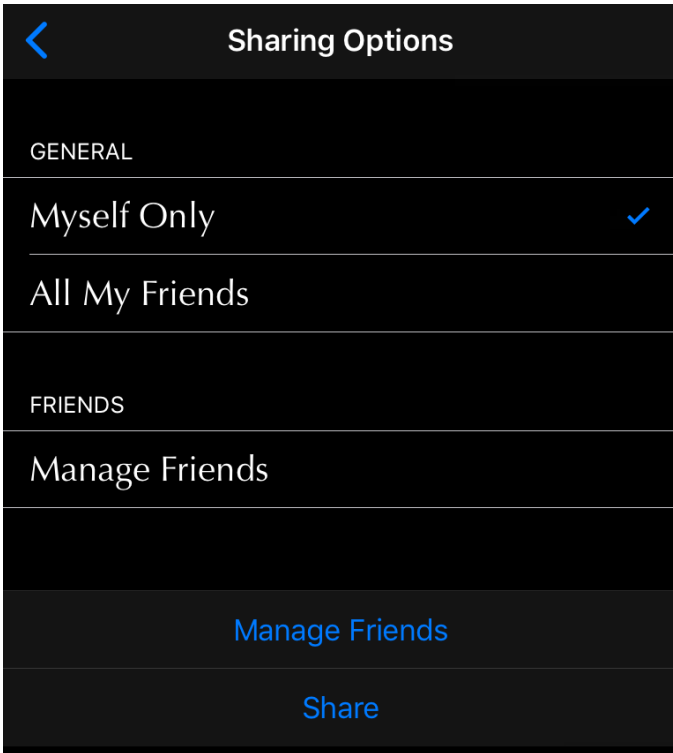 Sharing Options
GENERAL
Myself Only
All My Friends
FRIENDS
Manage Friends
Manage Friends
Share